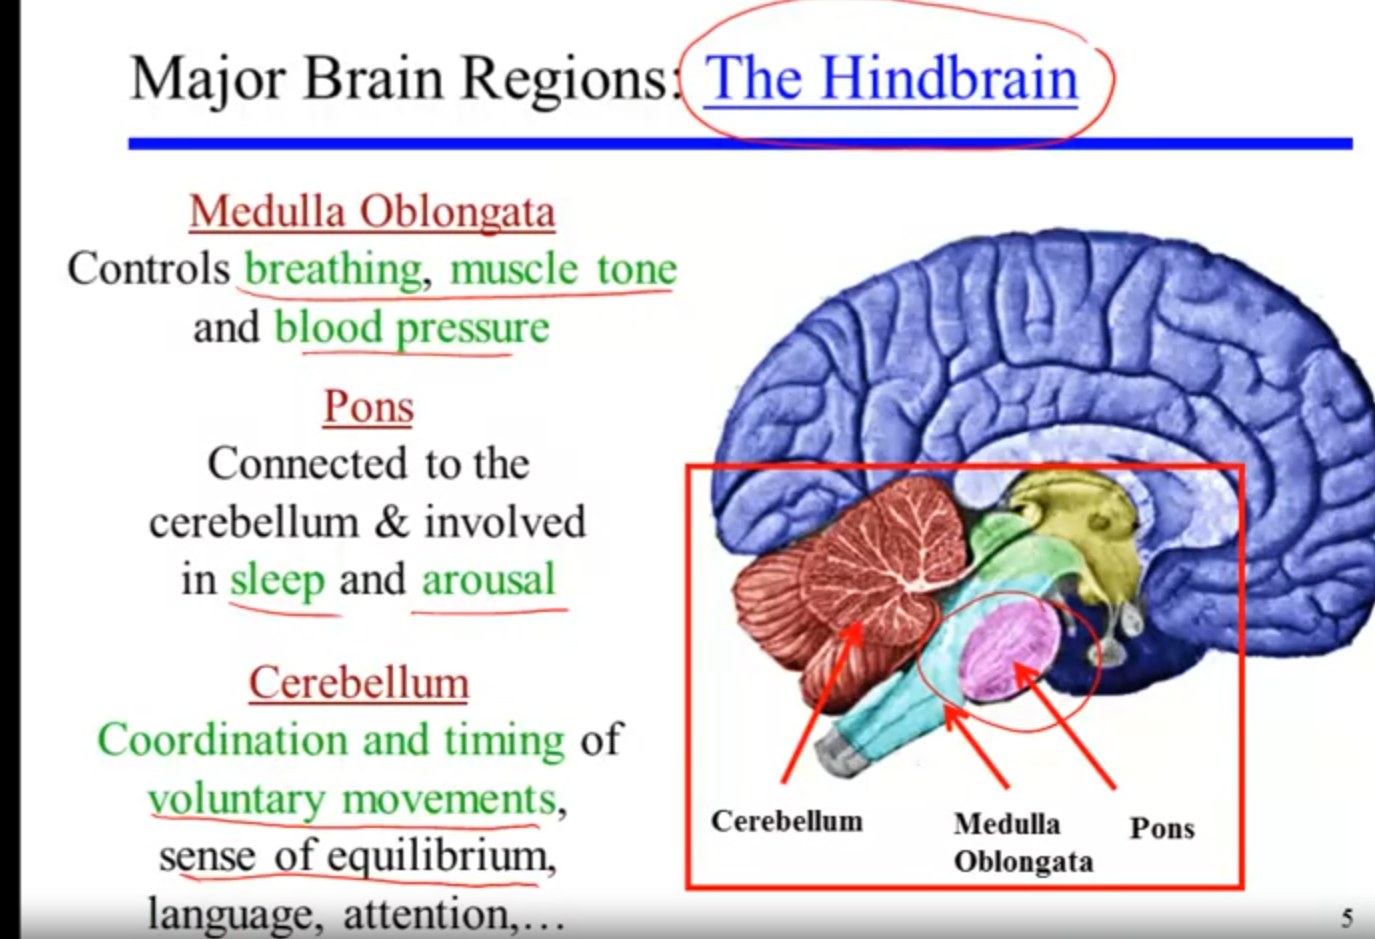 Major Brain Regions: The Hindbrain
Medulla Oblongata
Controls breathing, muscle tone
and blood pressure
Pons
Connected to the
cerebellum & involved
in sleep and arousal
Cerebellum
Coordination and timing of
voluntary movements,
sense of equilibrium,
language, attention,…
Cerebellum
Medulla
Oblongata
Pons
5